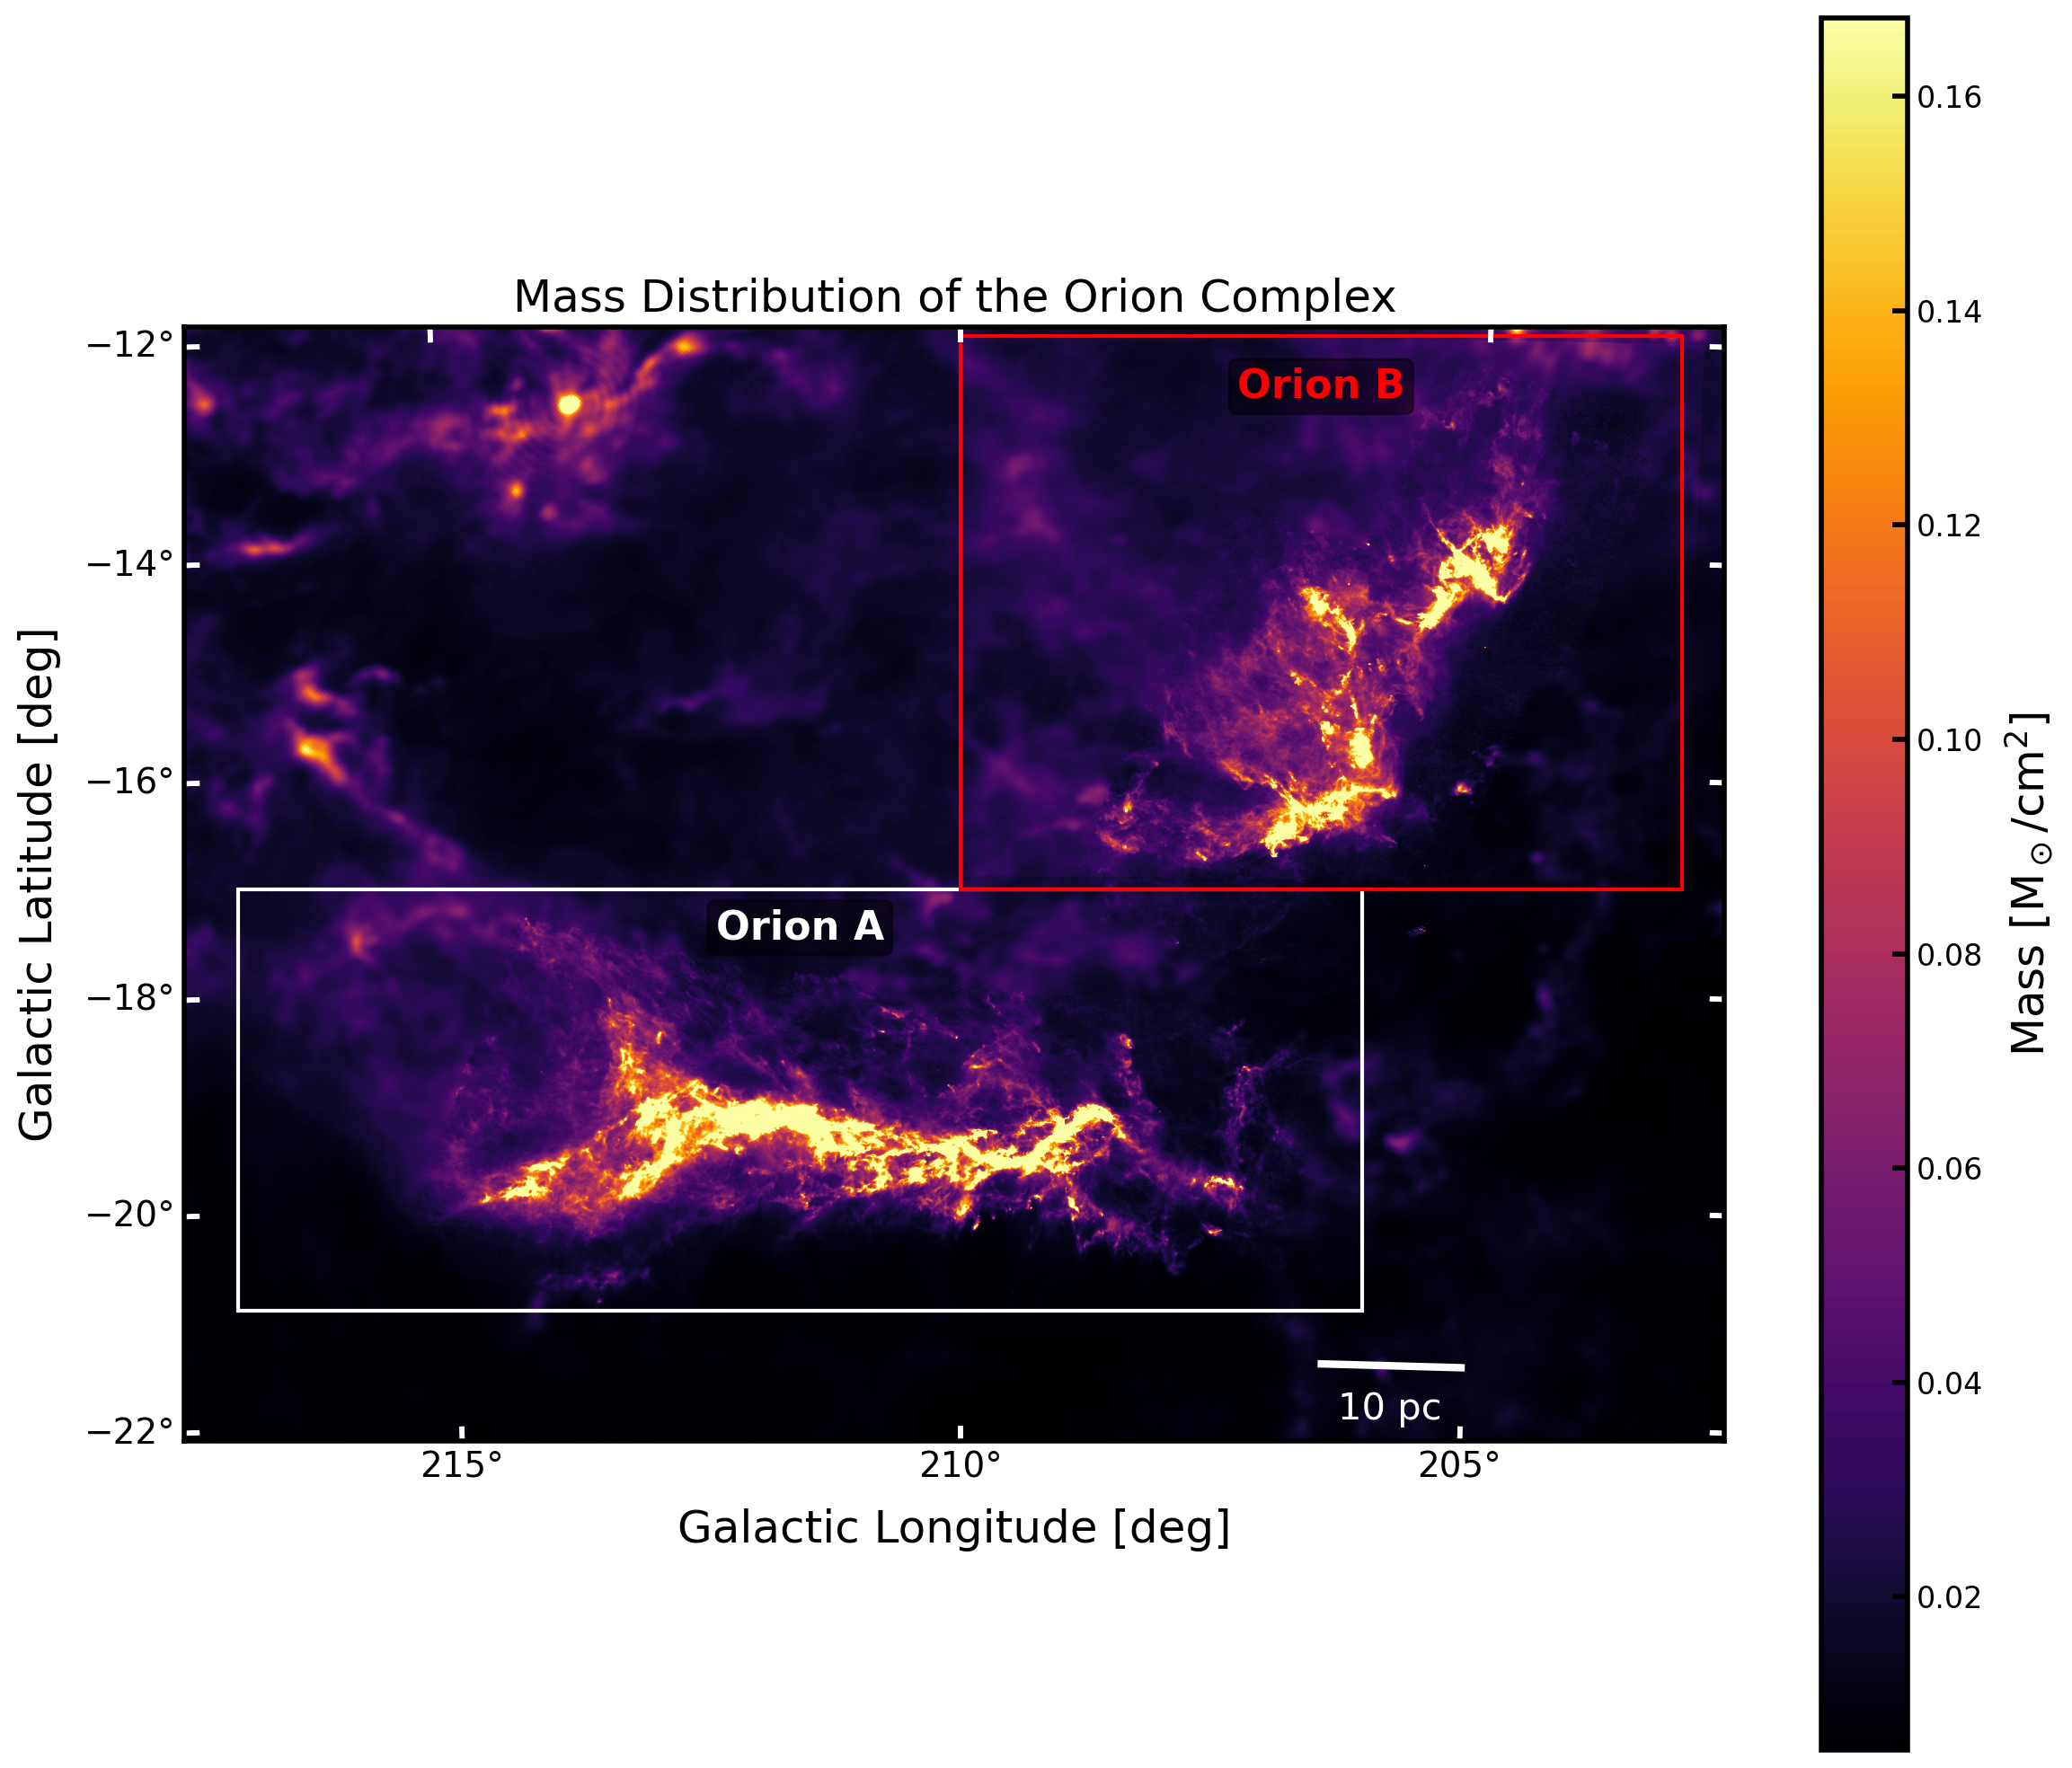 Mass Distribution of the Orion Complex
Orion B
Orion A
10 pc
−12°
−14°
−16°
−18°
−20°
−22°
Galactic Latitude [deg]
215° 210° 205°
Galactic Longitude [deg]
0.16
0.14
0.12
0.10
0.08
0.06
0.04
0.02
Mass [M⊙/cm²]